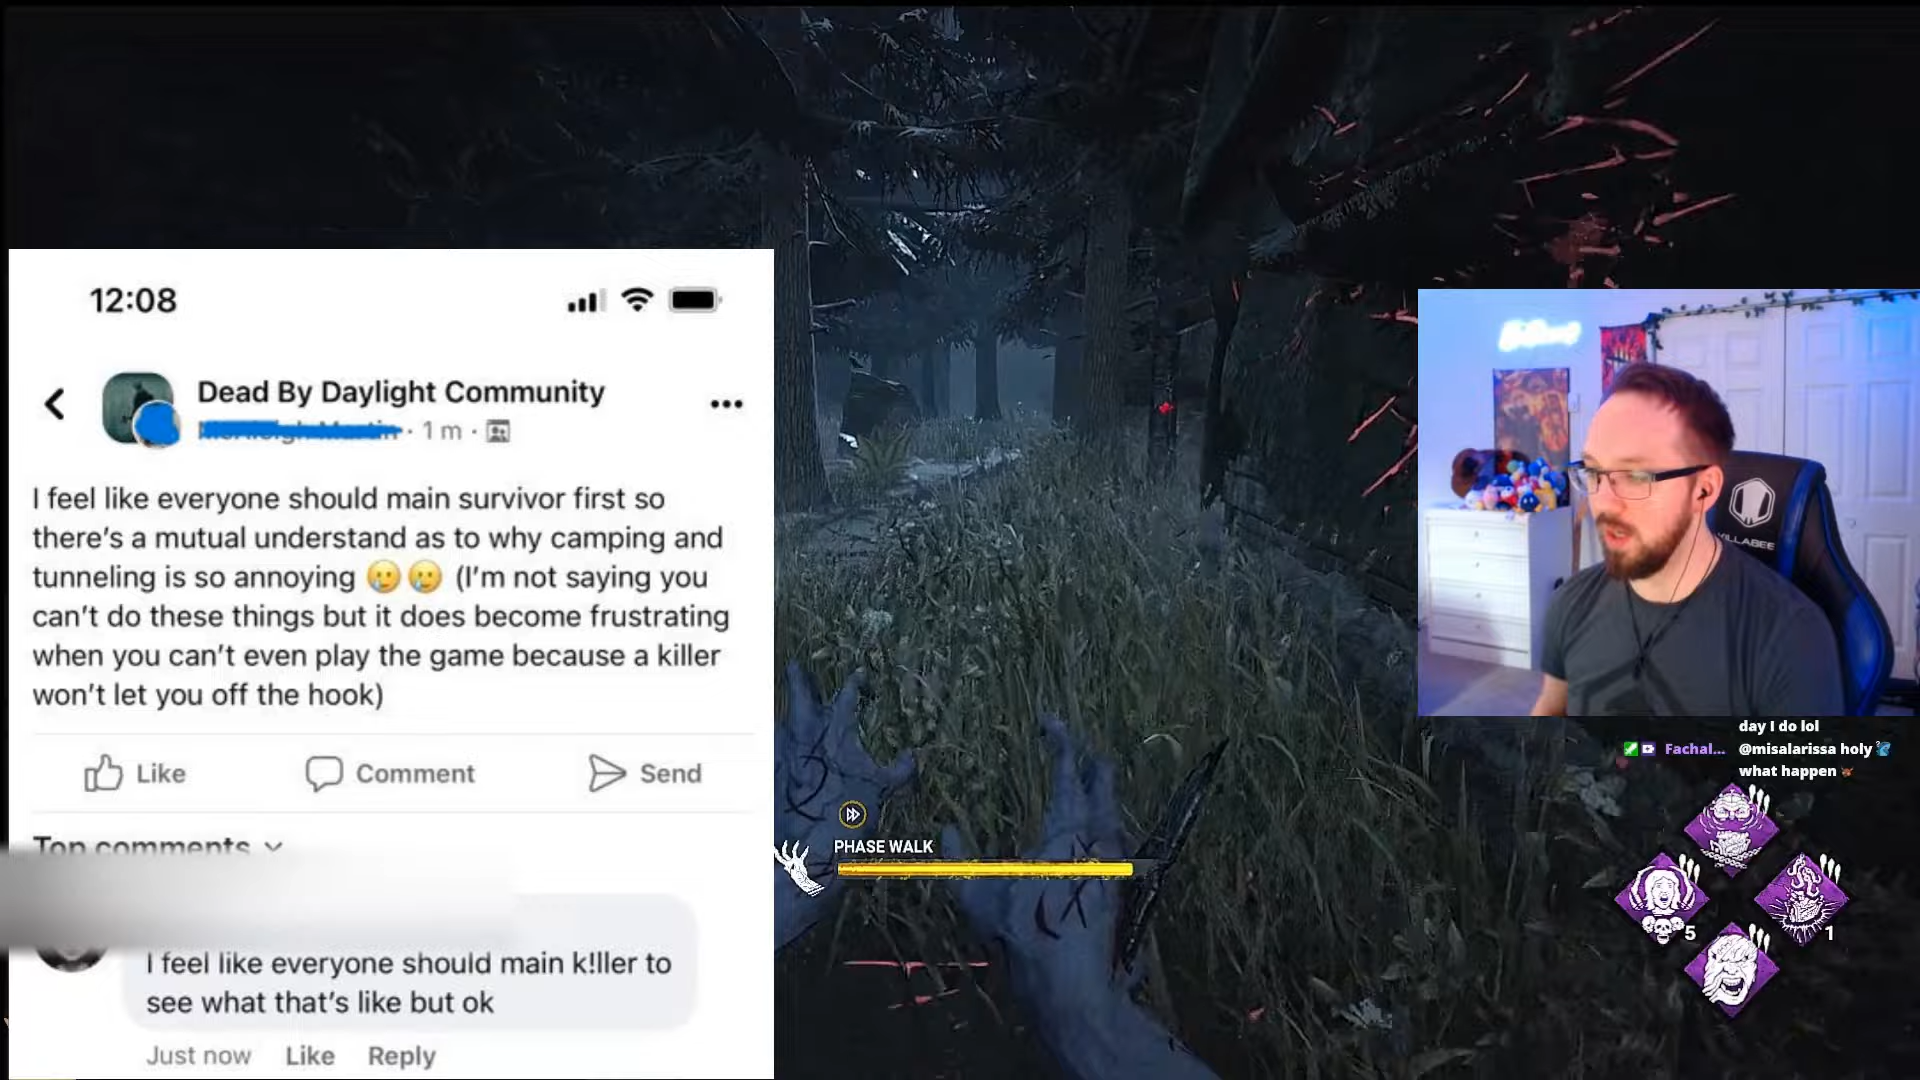 12:08
Dead By Daylight Community
· 1 m ·
I feel like everyone should main survivor first so
there's a mutual understand as to why camping and
tunneling is so annoying 🥲🥲 (I'm not saying you
can't do these things but it does become frustrating
when you can't even play the game because a killer
won't let you off the hook)
Like
Comment
Send
Top comments
I feel like everyone should main k!ller to
see what that's like but ok
Just now
Like
Reply
PHASE WALK
day I do lol
Fachal... @misalarissa holy
what happen
5
1